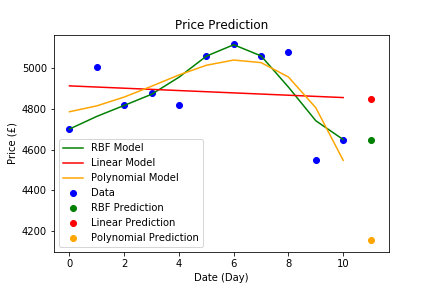 Price Prediction
Price (£)
5000
4800
4600
4400
4200
RBF Model
Linear Model
Polynomial Model
Data
RBF Prediction
Linear Prediction
Polynomial Prediction
0 2 4 6 8 10
Date (Day)